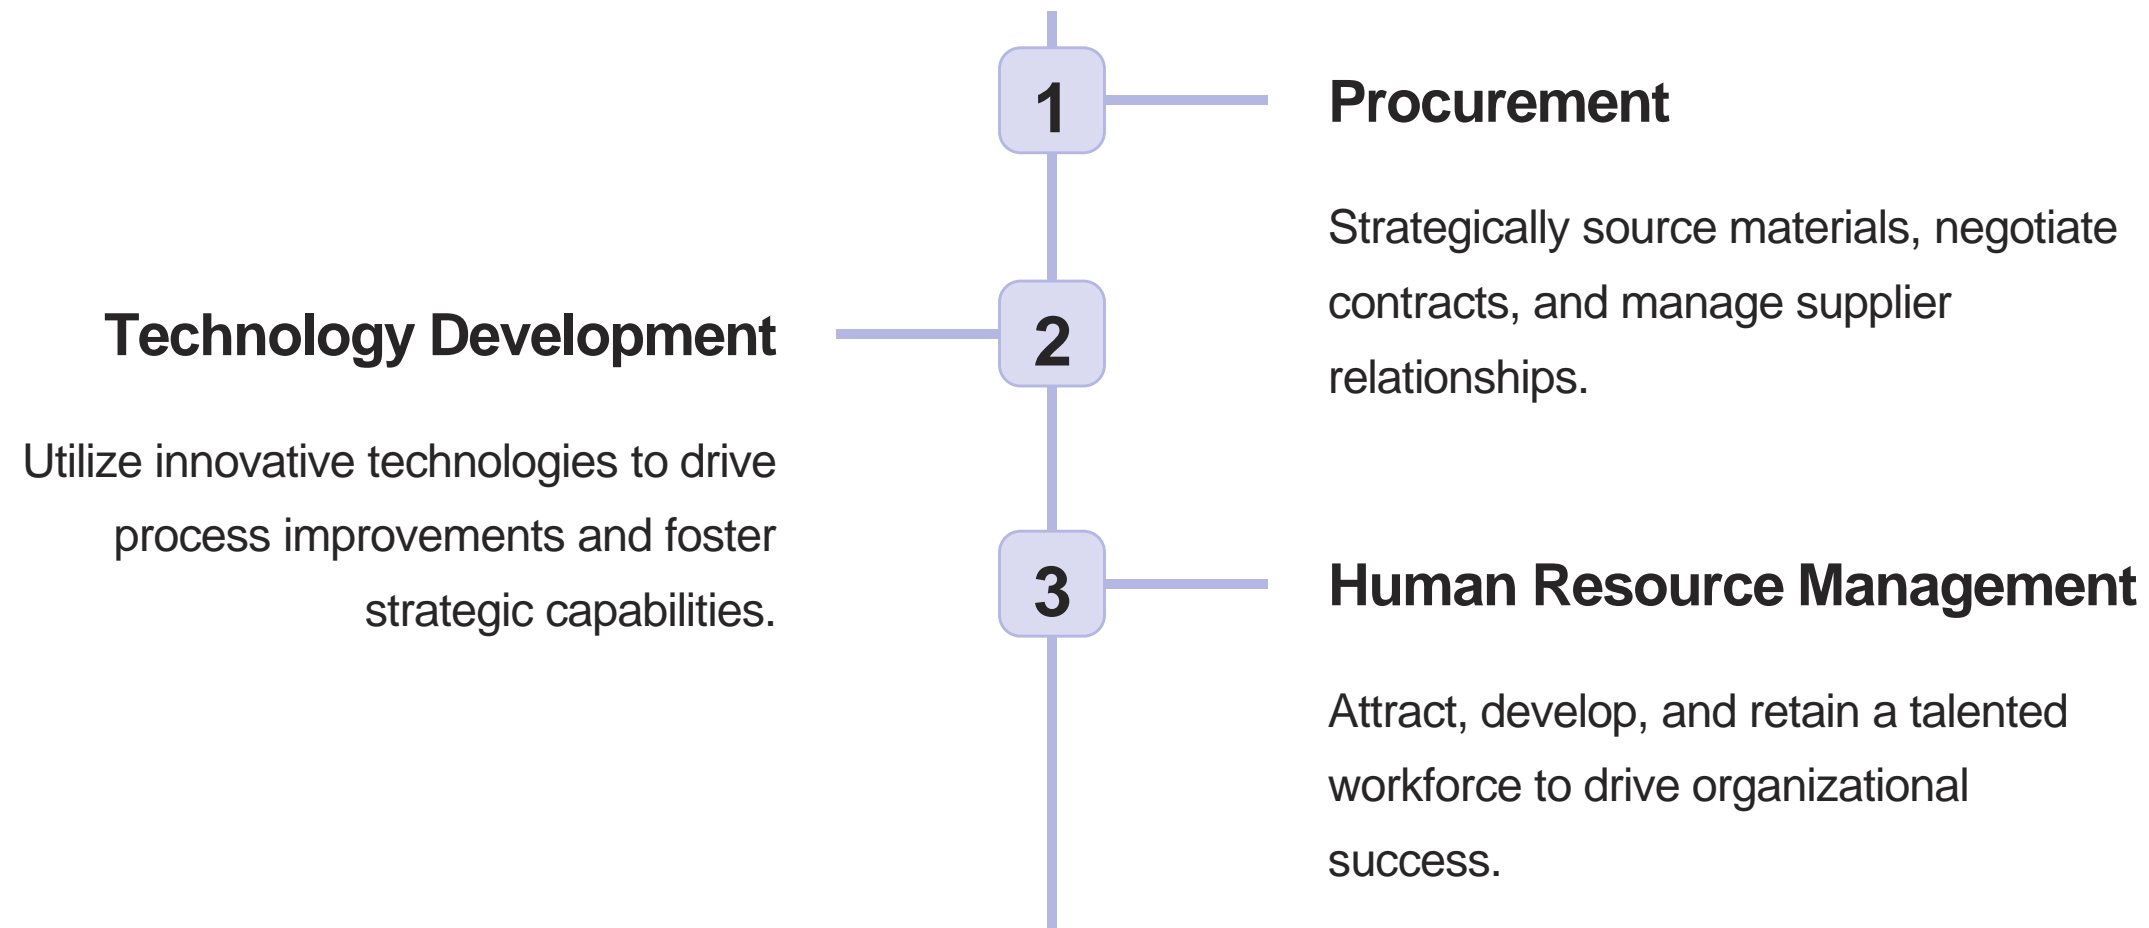 1
Procurement
Strategically source materials, negotiate
contracts, and manage supplier
relationships.
2
Technology Development
Utilize innovative technologies to drive
process improvements and foster
strategic capabilities.
3
Human Resource Management
Attract, develop, and retain a talented
workforce to drive organizational
success.